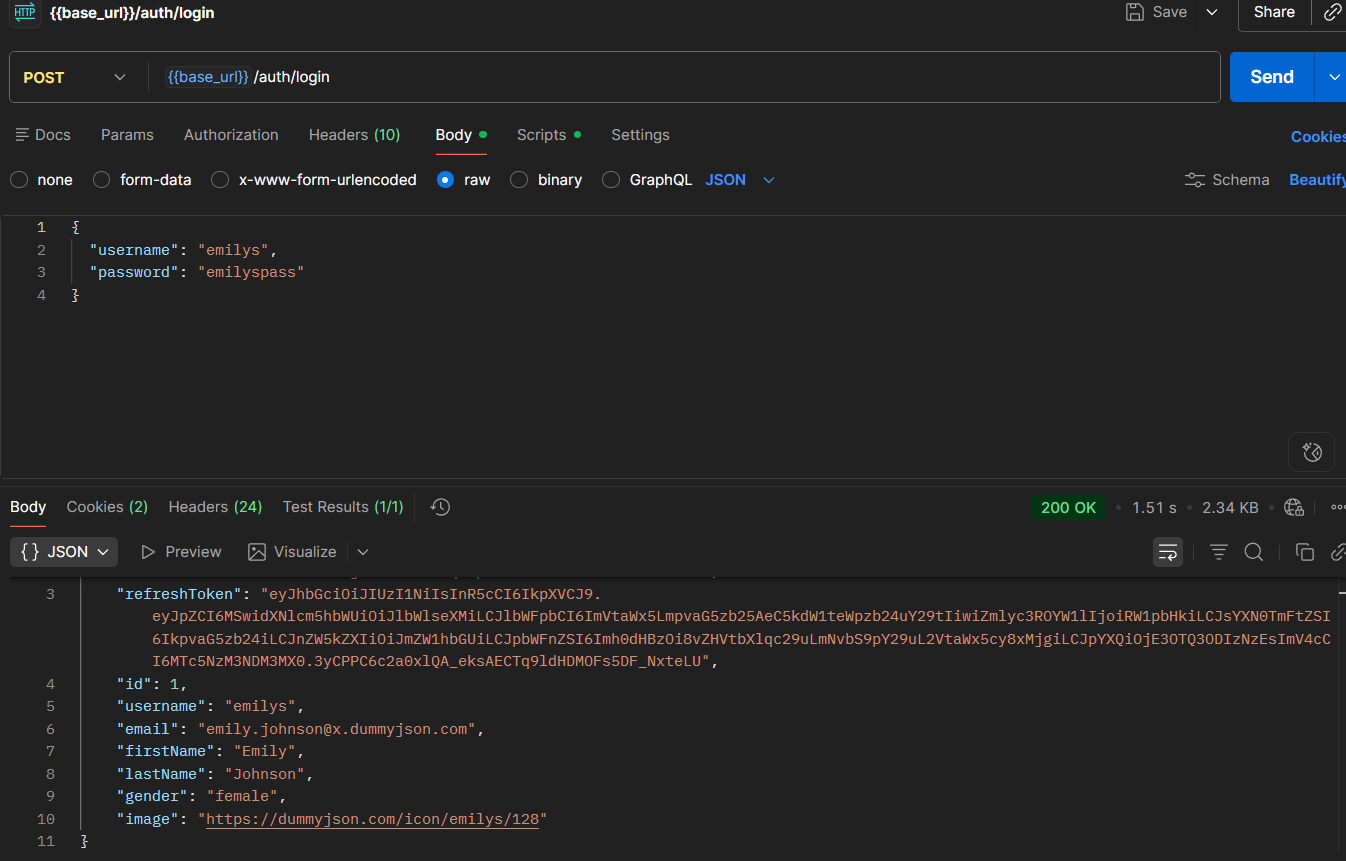 HTTP {{base_url}}/auth/login Save Share
POST {{base_url}} /auth/login Send
Docs Params Authorization Headers (10) Body Scripts Settings Cookies
none form-data x-www-form-urlencoded raw binary GraphQL JSON Schema Beautify
1 {
2 "username": "emilys",
3 "password": "emilyspass"
4 }
Body Cookies (2) Headers (24) Test Results (1/1) 200 OK • 1.51 s • 2.34 KB •
{} JSON Preview Visualize
3 "refreshToken": "eyJhbGciOiJIUzI1NiIsInR5cCI6IkpXVCJ9.
eyJpZCI6MSwidXNlcm5hbWUiOiJlbWlseXMiLCJlbWFpbCI6ImVtaWx5LmpvaG5zb25AeC5kdW1teWpzb24uY29tIiwiZmlyc3ROYW1lIjoiRW1pbHkiLCJsYXN0TmFtZSI
6IkpvaG5zb24iLCJnZW5kZXIiOiJmZW1hbGUiLCJpbWFnZSI6Imh0dHBzOi8vZHVtbXlqc29uLmNvbS9pY29uL2VtaWx5cy8xMjgiLCJpYXQiOjE3OTQ3ODIzNzEsImV4cC
I6MTc5NzM3NDM3MX0.3yCPPC6c2a0xlQA_eksAECTq9ldHDMOFs5DF_NxteLU",
4 "id": 1,
5 "username": "emilys",
6 "email": "emily.johnson@x.dummyjson.com",
7 "firstName": "Emily",
8 "lastName": "Johnson",
9 "gender": "female",
10 "image": "https://dummyjson.com/icon/emilys/128"
11 }